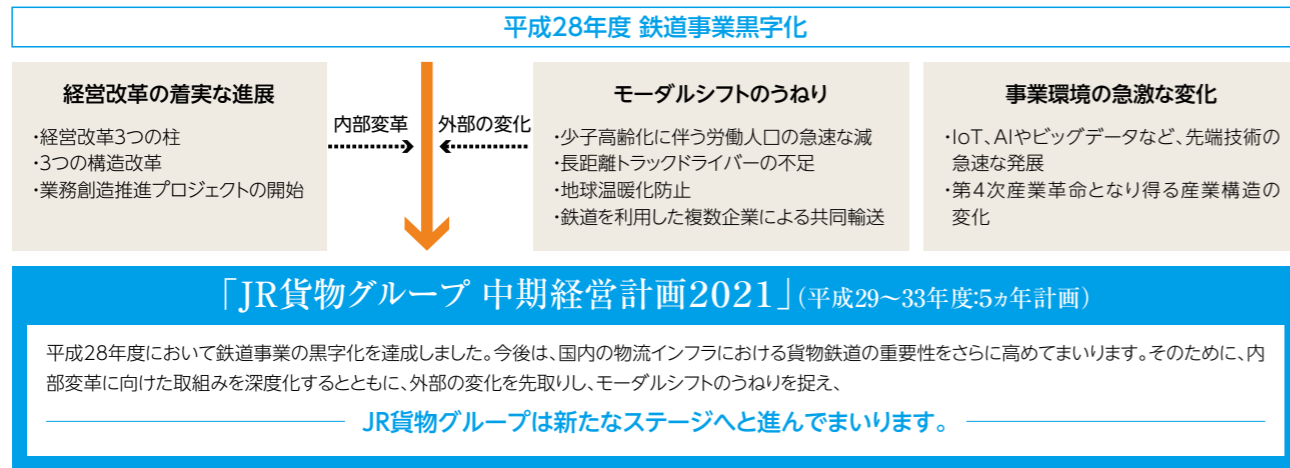 平成28年度 鉄道事業黒字化
経営改革の着実な進展
・経営改革3つの柱
・3つの構造改革
・業務創造推進プロジェクトの開始
内部変革
外部の変化
モーダルシフトのうねり
・少子高齢化に伴う労働人口の急速な減
・長距離トラックドライバーの不足
・地球温暖化防止
・鉄道を利用した複数企業による共同輸送
事業環境の急激な変化
・IoT、AIやビッグデータなど、先端技術の
急速な発展
・第4次産業革命となり得る産業構造の
変化
「JR貨物グループ 中期経営計画2021」(平成29～33年度:5ヵ年計画)
平成28年度において鉄道事業の黒字化を達成しました。今後は、国内の物流インフラにおける貨物鉄道の重要性をさらに高めてまいります。そのために、内
部変革に向けた取組みを深度化するとともに、外部の変化を先取りし、モーダルシフトのうねりを捉え、
JR貨物グループは新たなステージへと進んでまいります。